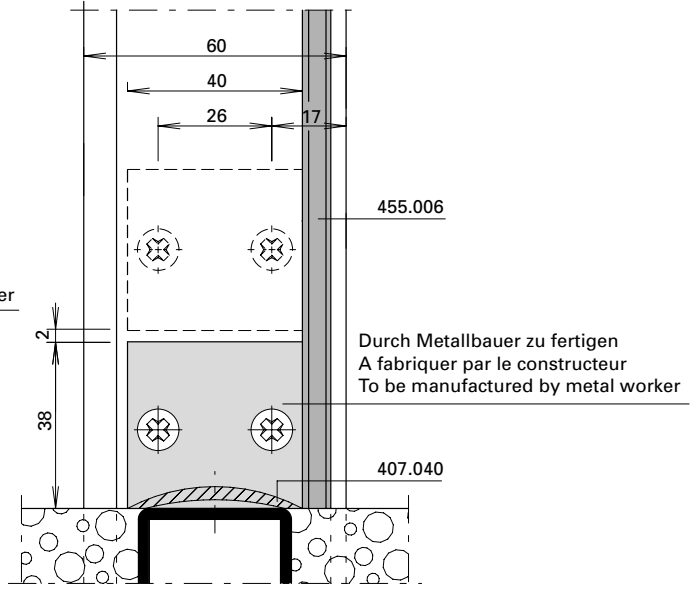 60
40
26
17
455.006
er
2
Durch Metallbauer zu fertigen
A fabriquer par le constructeur
To be manufactured by metal worker
38
407.040